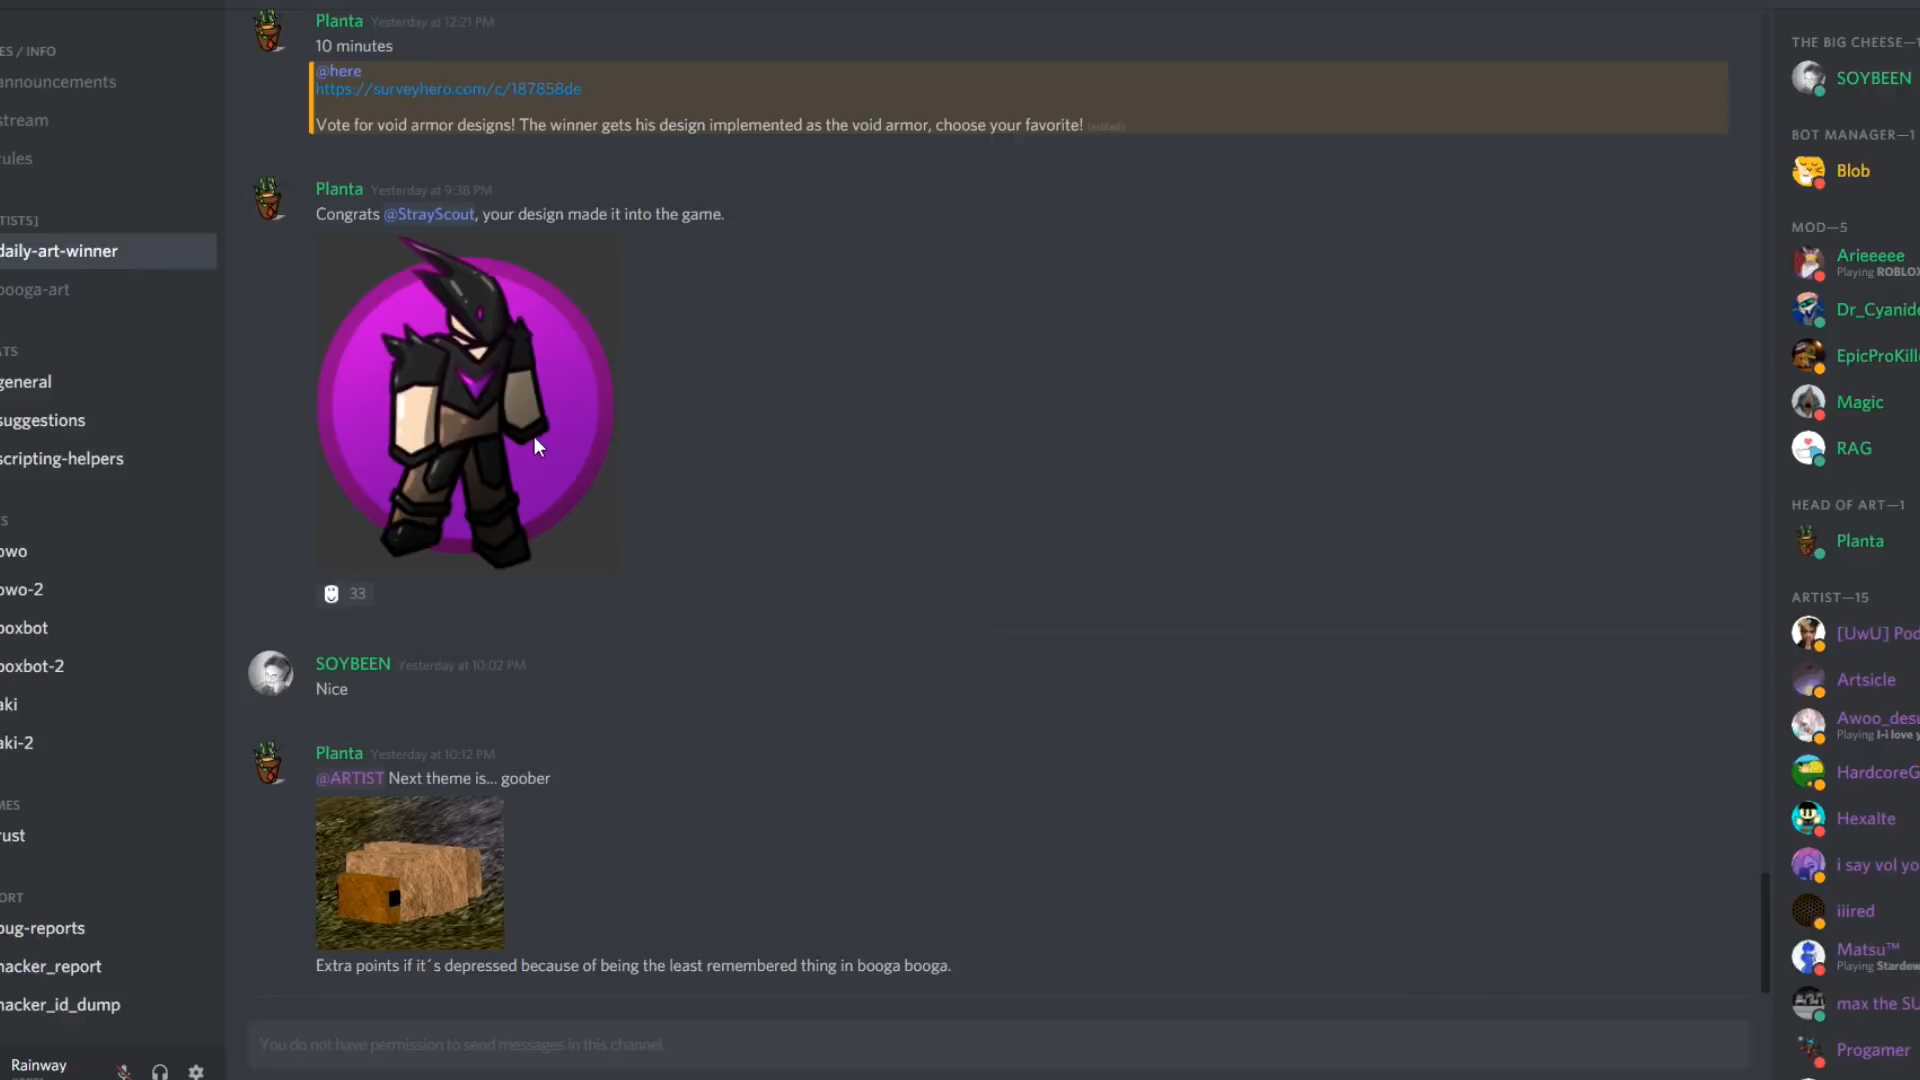 ES / INFO
announcements
stream
rules
TISTS]
daily-art-winner
booga-art
ATS
general
suggestions
scripting-helpers
TS
owo
owo-2
boxbot
boxbot-2
aki
aki-2
MES
rust
ORT
bug-reports
hacker_report
hacker_id_dump
Rainway
Planta Yesterday at 12:21 PM
10 minutes
@here
https://surveyhero.com/c/187858de
Vote for void armor designs! The winner gets his design implemented as the void armor, choose your favorite! (edited)
Planta Yesterday at 9:38 PM
Congrats @StrayScout, your design made it into the game.
33
SOYBEEN Yesterday at 10:02 PM
Nice
Planta Yesterday at 10:12 PM
@ARTIST Next theme is... goober
Extra points if it´s depressed because of being the least remembered thing in booga booga.
You do not have permission to send messages in this channel
THE BIG CHEESE—1
SOYBEEN
BOT MANAGER—1
Blob
MOD—5
Arieeeee
Playing ROBLOX
Dr_Cyanide
EpicProKill
Magic
RAG
HEAD OF ART—1
Planta
ARTIST—15
[UwU] Pod
Artsicle
Awoo_desu
Playing I-i love y
HardcoreG
Hexalte
i say vol yo
iiired
Matsu™
Playing Stardew
max the SU
Progamer